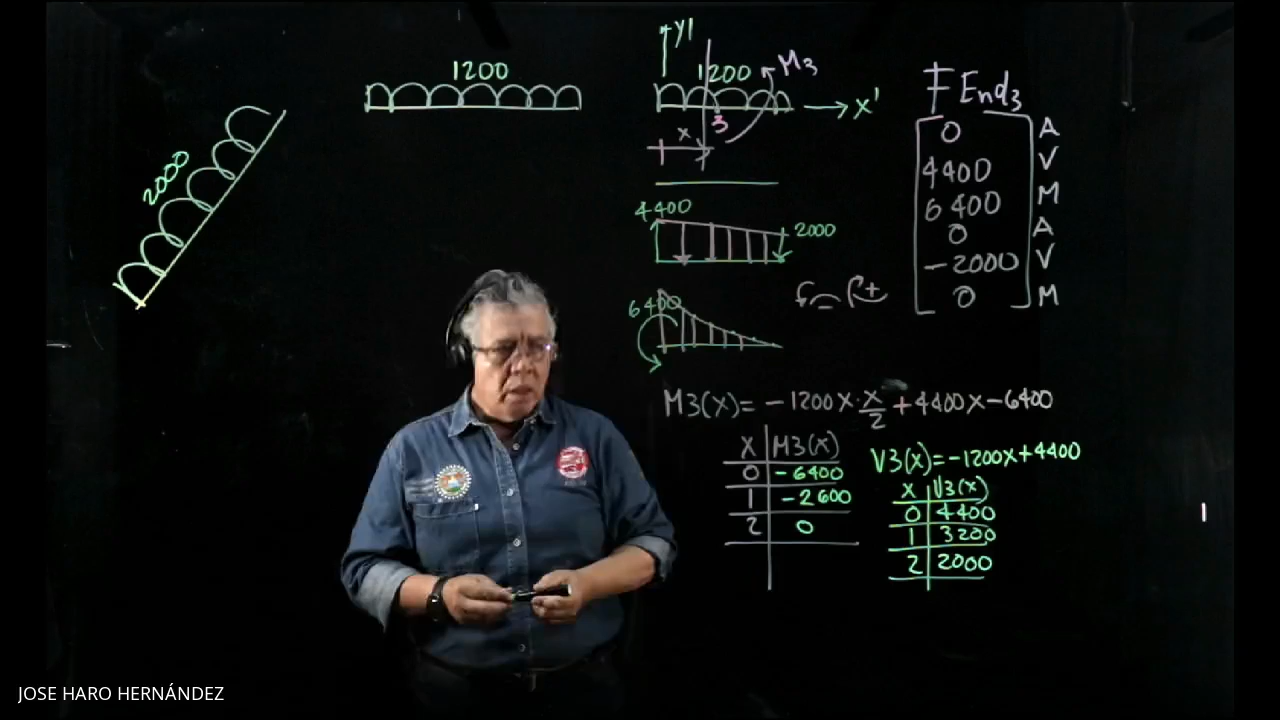 2000
1200
y'
1200
M3
x'
3
x
4400
2000
6400
+
F End3
0 A
4400 V
6400 M
0 A
-2000 V
0 M
M3(x)= -1200x·x/2+4400x-6400
x M3(x)
0 -6400
1 -2600
2 0
V3(x)=-1200x+4400
x V3(x)
0 4400
1 3200
2 2000
JOSE HARO HERNÁNDEZ